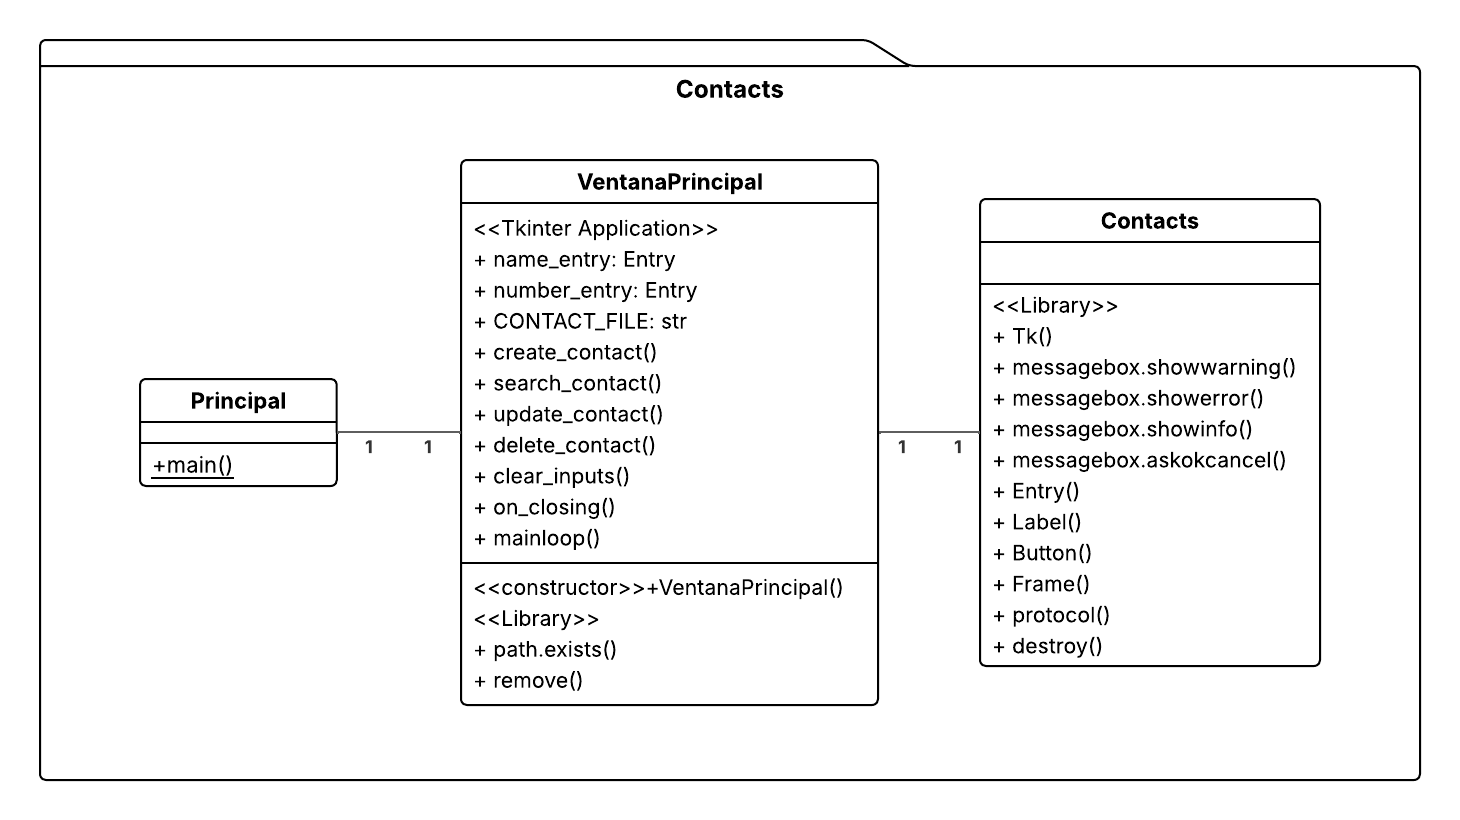 Contacts
Principal
+main()
1
1
VentanaPrincipal
<<Tkinter Application>>
+ name_entry: Entry
+ number_entry: Entry
+ CONTACT_FILE: str
+ create_contact()
+ search_contact()
+ update_contact()
+ delete_contact()
+ clear_inputs()
+ on_closing()
+ mainloop()
<<constructor>>+VentanaPrincipal()
<<Library>>
+ path.exists()
+ remove()
1
1
Contacts
<<Library>>
+ Tk()
+ messagebox.showwarning()
+ messagebox.showerror()
+ messagebox.showinfo()
+ messagebox.askokcancel()
+ Entry()
+ Label()
+ Button()
+ Frame()
+ protocol()
+ destroy()